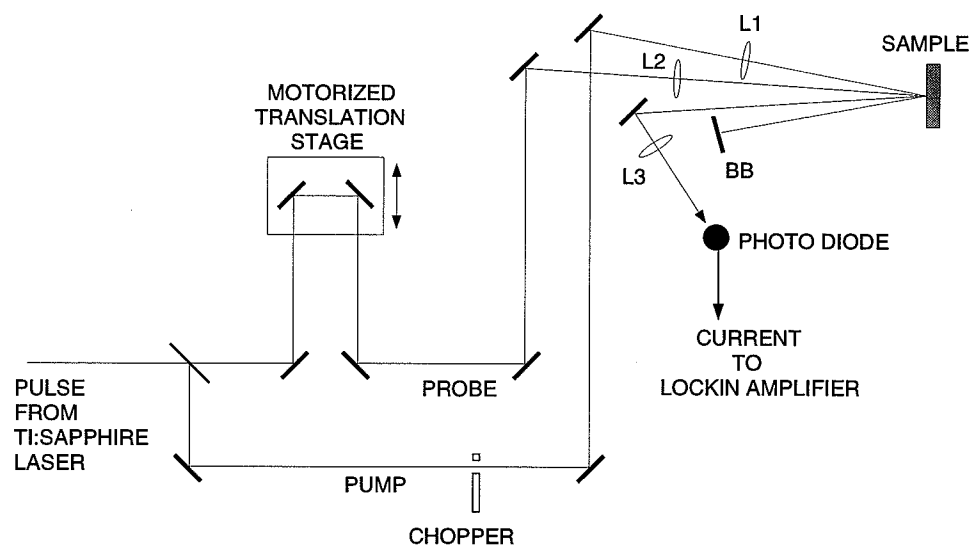 L1
SAMPLE
L2
MOTORIZED
TRANSLATION
STAGE
L3
BB
PHOTO DIODE
CURRENT
TO
LOCKIN AMPLIFIER
PROBE
PULSE
FROM
TI:SAPPHIRE
LASER
PUMP
CHOPPER